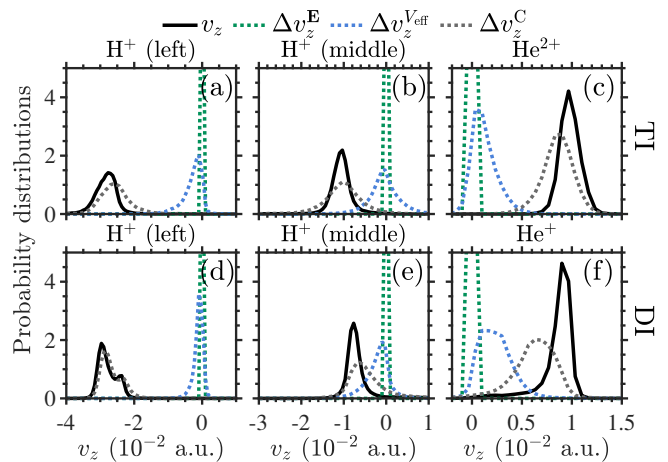 v_z Δv_z^E Δv_z^{V_eff} Δv_z^C
H⁺ (left) H⁺ (middle) He²⁺
(a) (b) (c)
4
2
0
TI
Probability distributions
H⁺ (left) H⁺ (middle) He⁺
(d) (e) (f)
4
2
0
DI
-4 -2 0 -3 -2 -1 0 1 0 0.5 1 1.5
v_z (10⁻² a.u.) v_z (10⁻² a.u.) v_z (10⁻² a.u.)